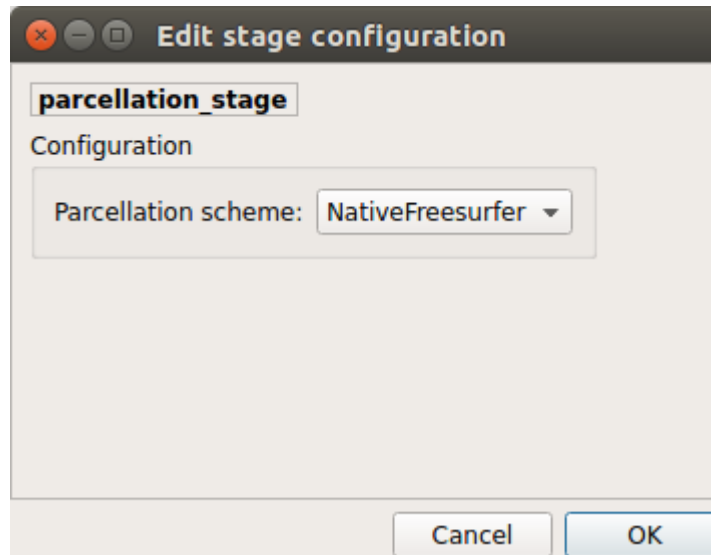 Edit stage configuration
parcellation_stage
Configuration
Parcellation scheme: NativeFreesurfer
Cancel OK